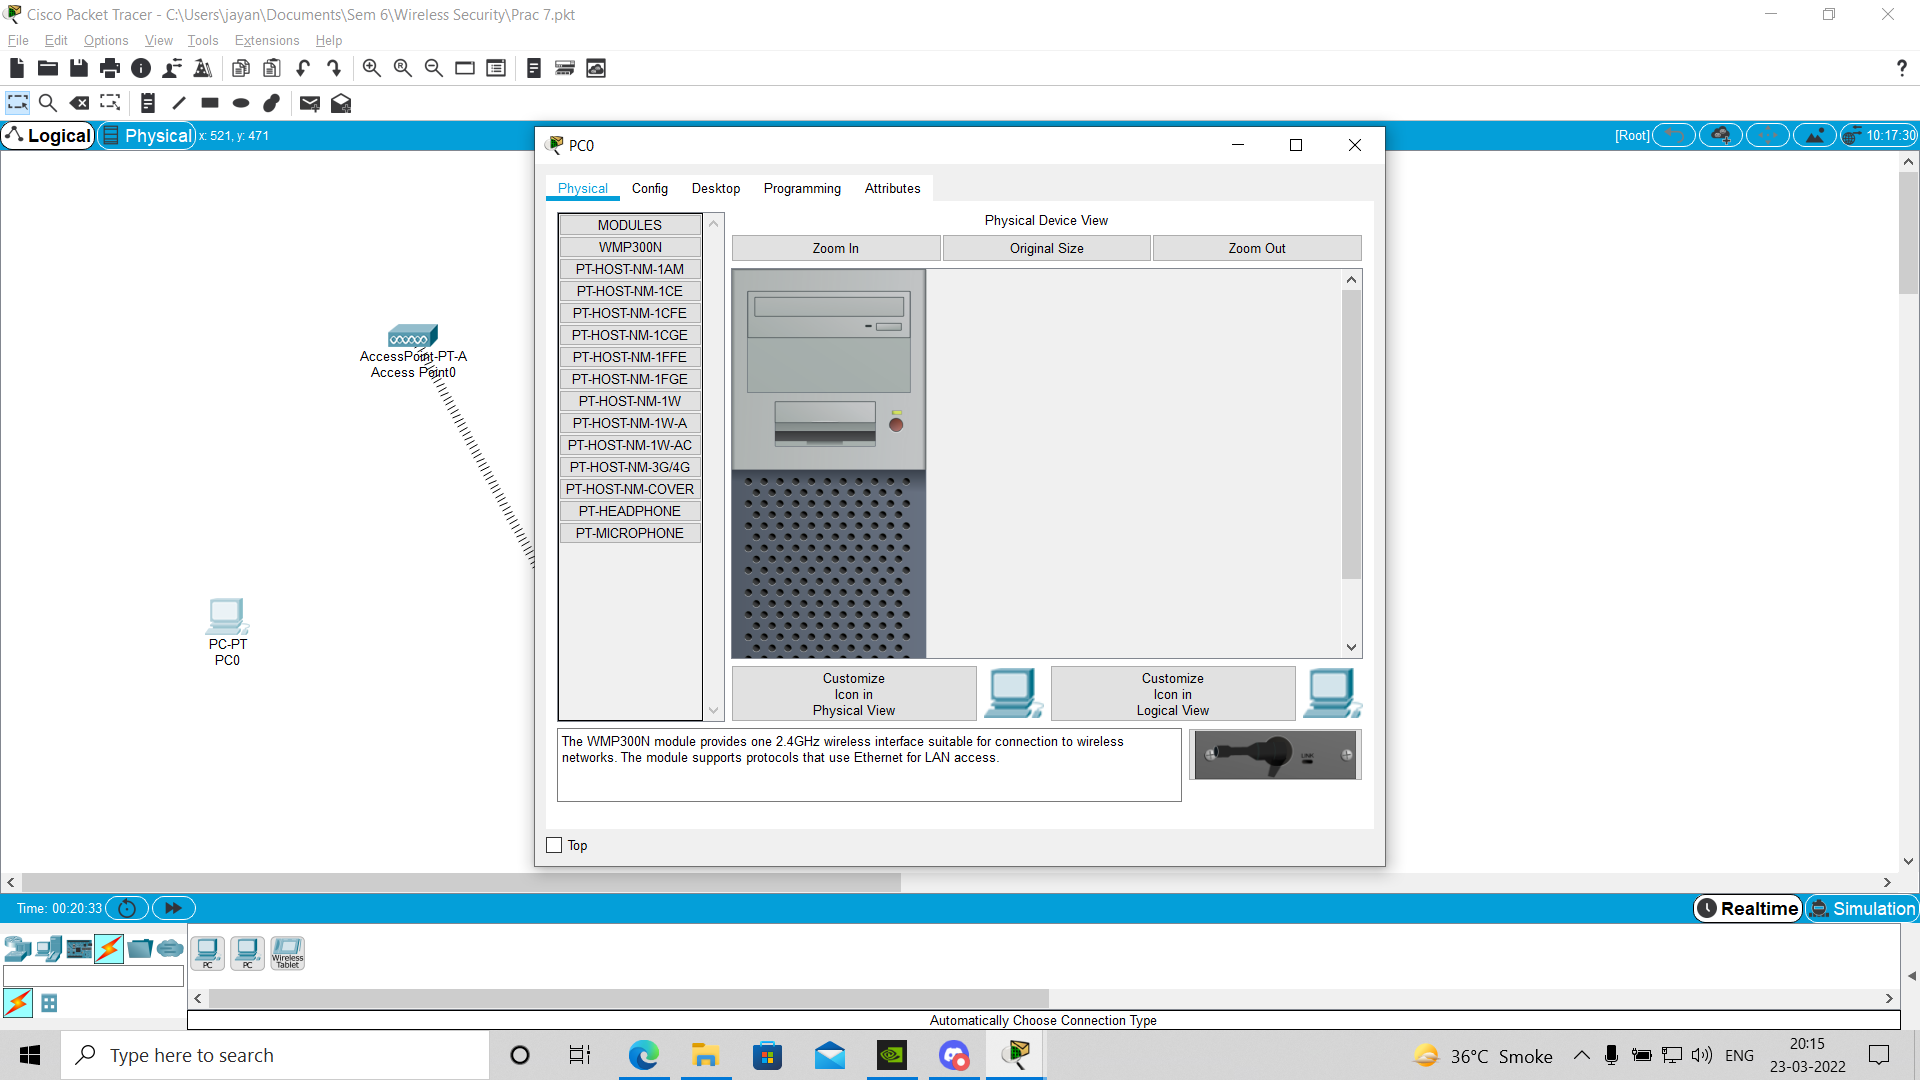 Cisco Packet Tracer - C:\Users\jayan\Documents\Sem 6\Wireless Security\Prac 7.pkt
File Edit Options View Tools Extensions Help
?
Logical Physical x: 521, y: 471
[Root] 10:17:30
PC0
Physical Config Desktop Programming Attributes
MODULES
WMP300N
PT-HOST-NM-1AM
PT-HOST-NM-1CE
PT-HOST-NM-1CFE
PT-HOST-NM-1CGE
PT-HOST-NM-1FFE
PT-HOST-NM-1FGE
PT-HOST-NM-1W
PT-HOST-NM-1W-A
PT-HOST-NM-1W-AC
PT-HOST-NM-3G/4G
PT-HOST-NM-COVER
PT-HEADPHONE
PT-MICROPHONE
Physical Device View
Zoom In Original Size Zoom Out
Customize
Icon in
Physical View
Customize
Icon in
Logical View
The WMP300N module provides one 2.4GHz wireless interface suitable for connection to wireless
networks. The module supports protocols that use Ethernet for LAN access.
LINK
Top
AccessPoint-PT-A
Access Point0
PC-PT
PC0
Time: 00:20:33
Realtime Simulation
PC
PC
Wireless
Tablet
Automatically Choose Connection Type
Type here to search
36°C Smoke
ENG
20:15
23-03-2022